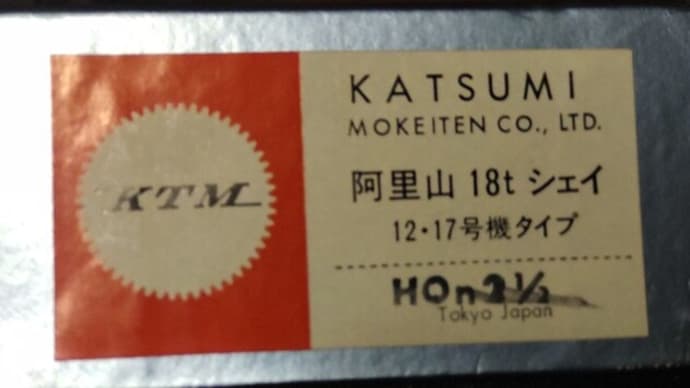 KTM
KATSUMI
MOKEITEN CO., LTD.
阿里山 18t シェイ
12・17号機タイプ
HOn2½
Tokyo Japan